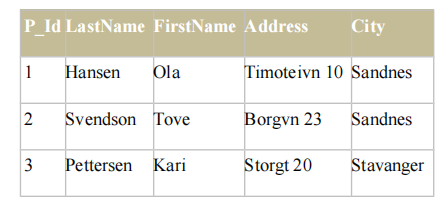 P_Id LastName FirstName Address City
1 Hansen Ola Timoteivn 10 Sandnes
2 Svendson Tove Borgvn 23 Sandnes
3 Pettersen Kari Storgt 20 Stavanger